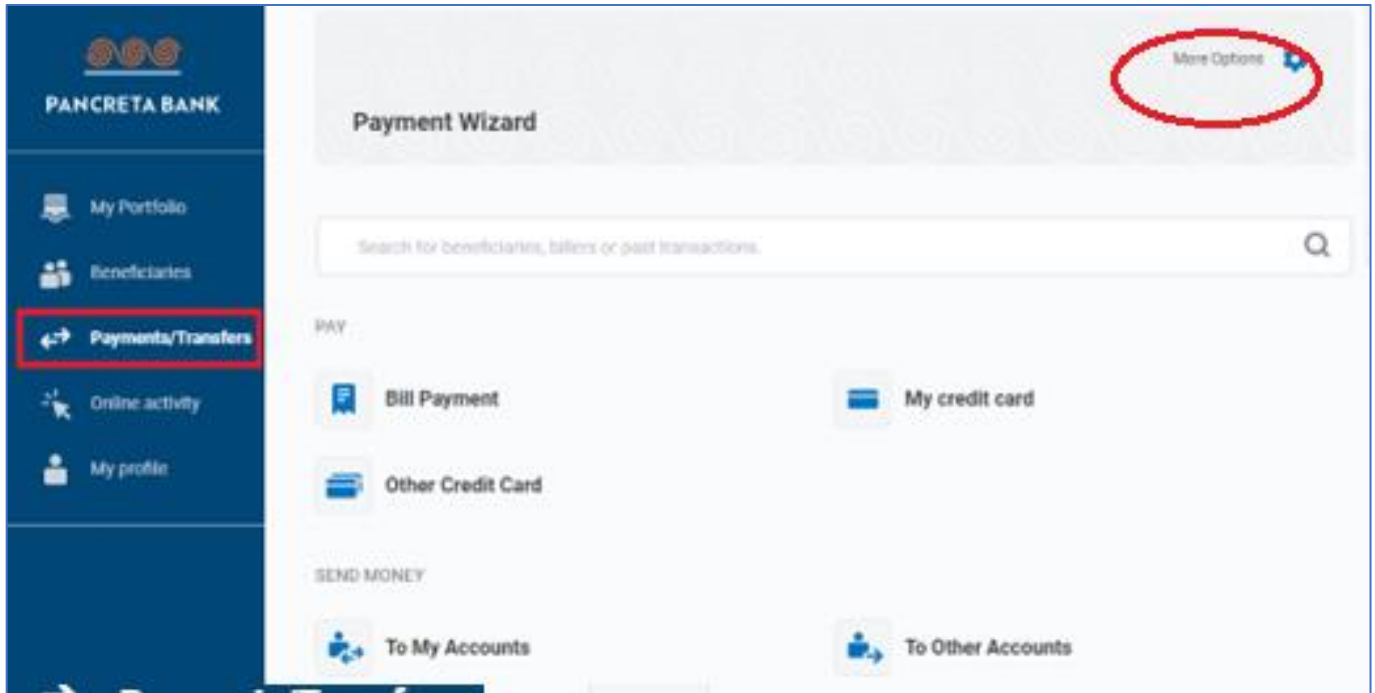 PANCRETA BANK
My Portfolio
Beneficiaries
Payments/Transfers
Online activity
My profile
More Options
Payment Wizard
Search for beneficiaries, billers or past transactions.
PAY
Bill Payment
My credit card
Other Credit Card
SEND MONEY
To My Accounts
To Other Accounts